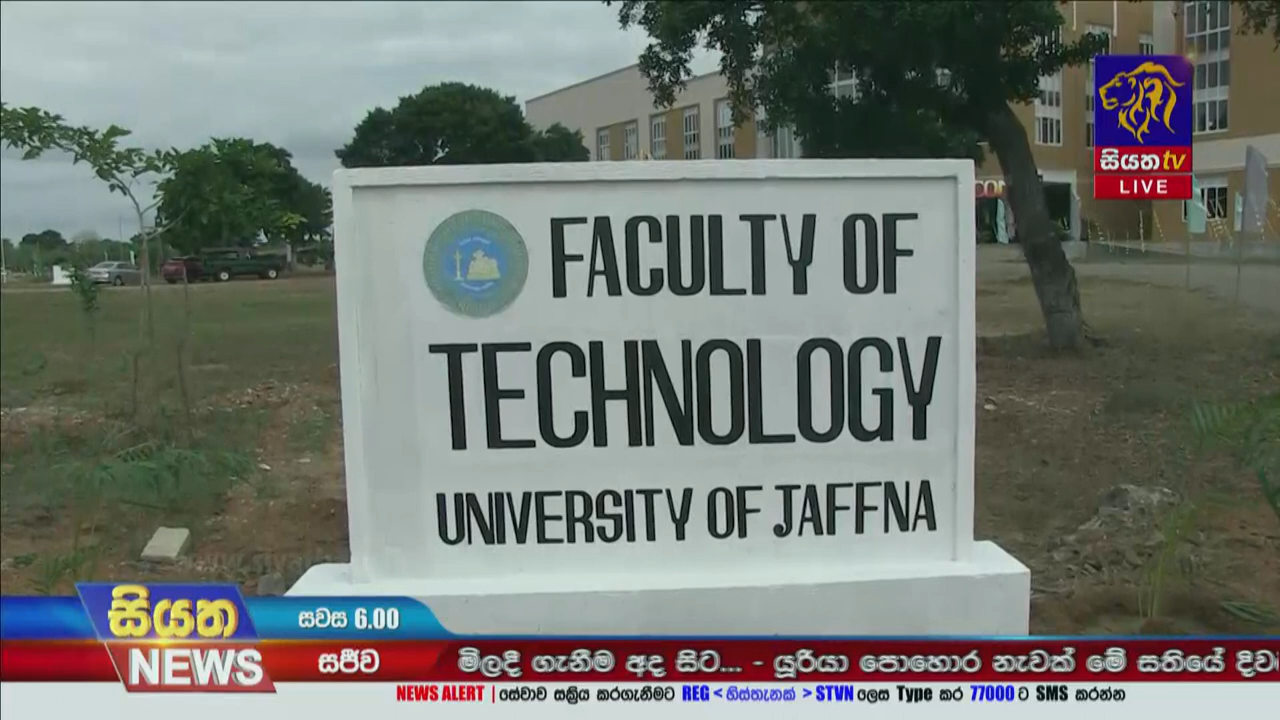 සියත tv
LIVE
FACULTY OF
TECHNOLOGY
UNIVERSITY OF JAFFNA
සියත
NEWS
සවස 6.00
සජීව
මිලදී ගැනීම අද සිට... - යූරියා පොහොර නැවක් මේ සතියේ දිව
NEWS ALERT | සේවාව සක්‍රිය කරගැනීමට REG < හිස්තැනක් > STVN ලෙස Type කර 77000 ට SMS කරන්න